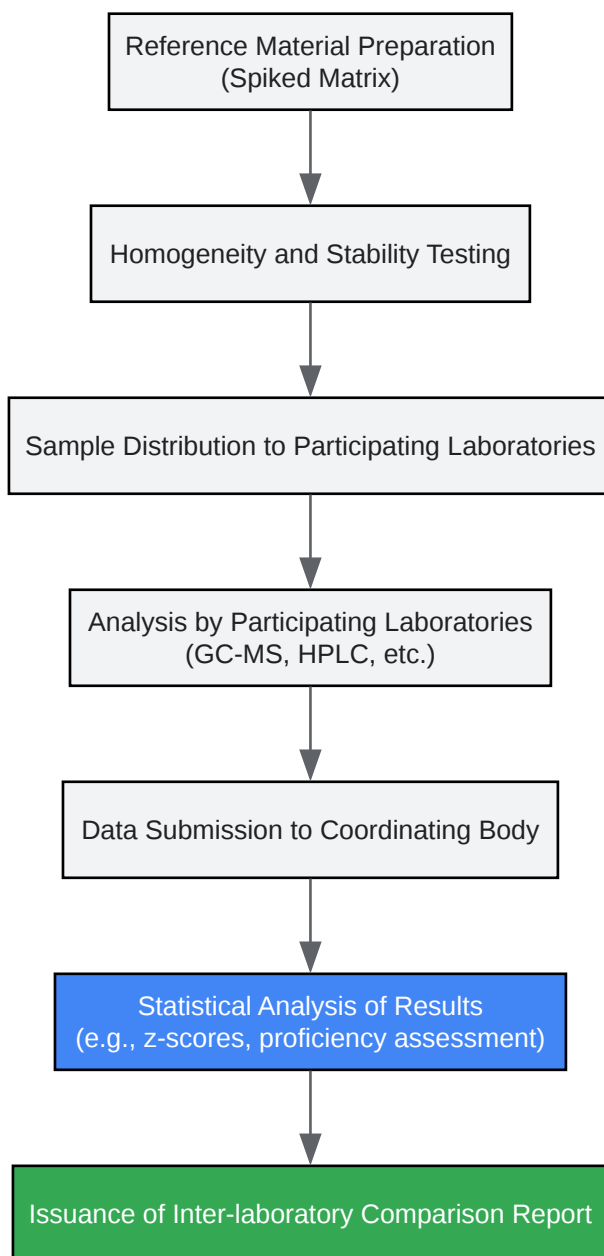 Reference Material Preparation
(Spiked Matrix)
Homogeneity and Stability Testing
Sample Distribution to Participating Laboratories
Analysis by Participating Laboratories
(GC-MS, HPLC, etc.)
Data Submission to Coordinating Body
Statistical Analysis of Results
(e.g., z-scores, proficiency assessment)
Issuance of Inter-laboratory Comparison Report